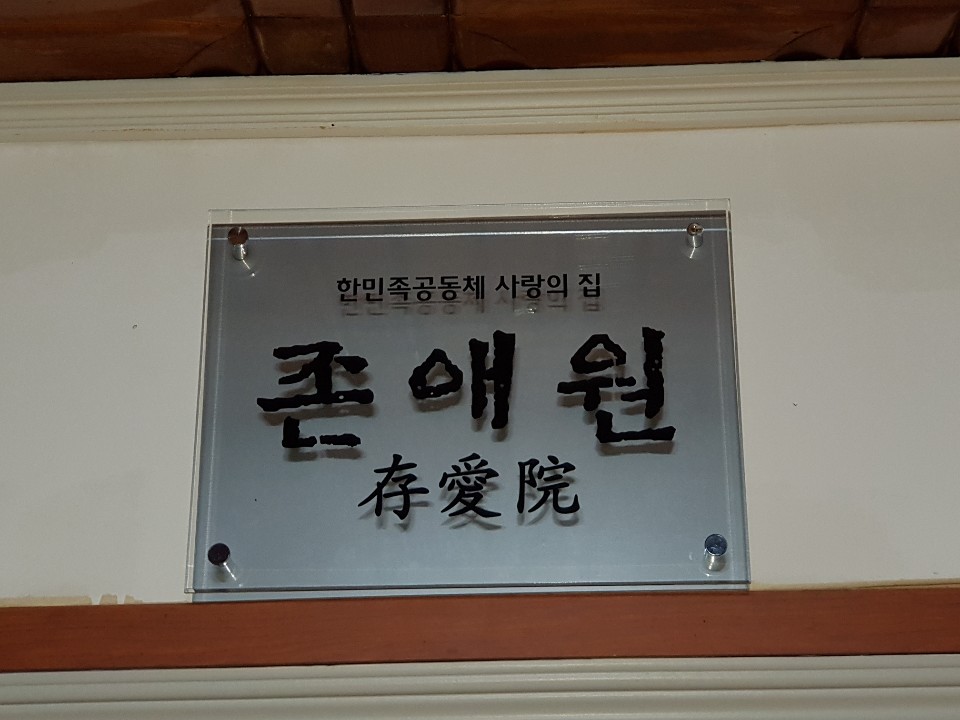 한민족공동체 사랑의 집
존애원
存愛院